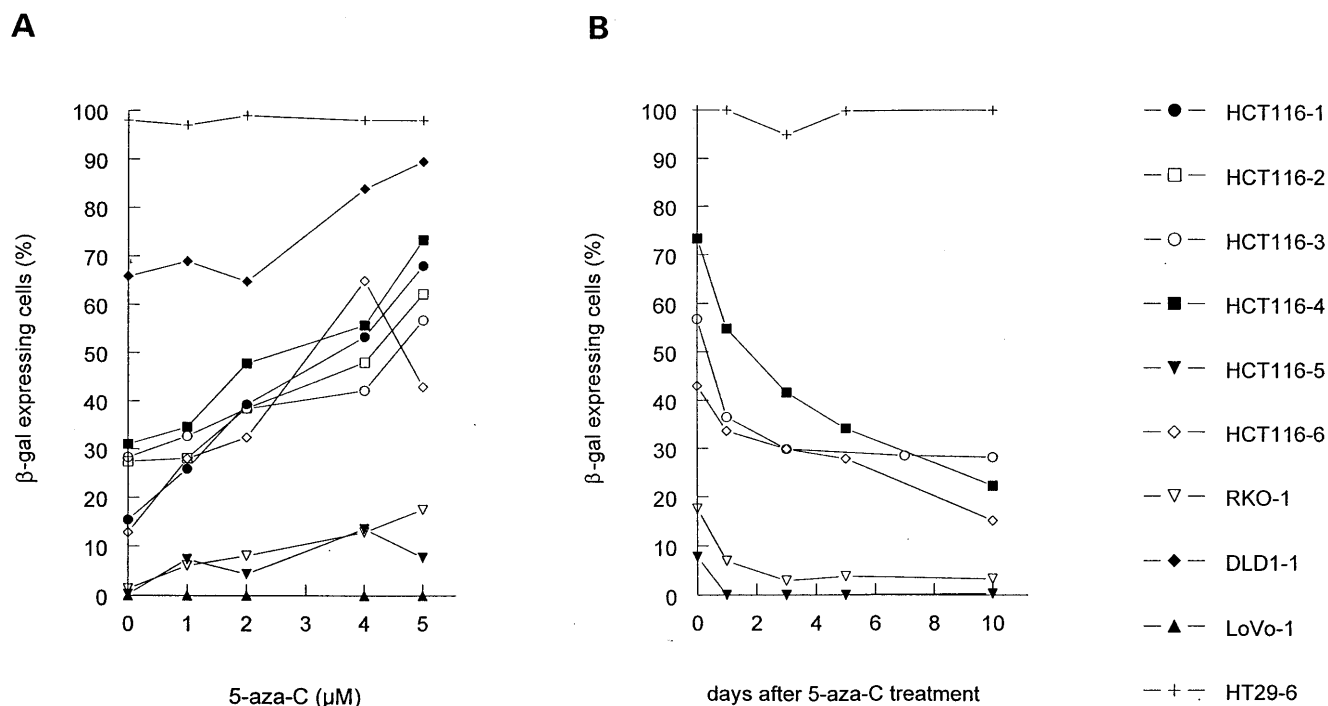 A
B
100
90
80
70
60
50
40
30
20
10
0
β-gal expressing cells (%)
0 1 2 3 4 5
5-aza-C (μM)
100
90
80
70
60
50
40
30
20
10
0
β-gal expressing cells (%)
0 2 4 6 8 10
days after 5-aza-C treatment
HCT116-1
HCT116-2
HCT116-3
HCT116-4
HCT116-5
HCT116-6
RKO-1
DLD1-1
LoVo-1
HT29-6